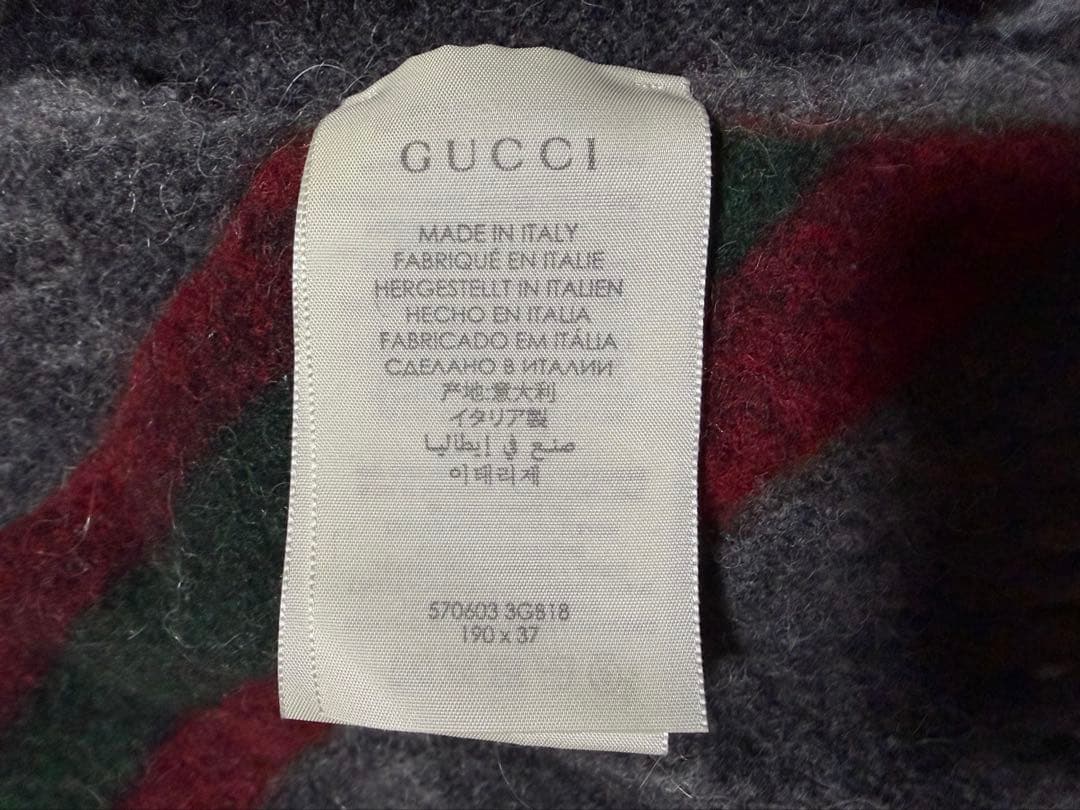 GUCCI
MADE IN ITALY
FABRIQUÉ EN ITALIE
HERGESTELLT IN ITALIEN
HECHO EN ITALIA
FABRICADO EM ITÁLIA
СДЕЛАНО В ИТАЛИИ
产地:意大利
イタリア製
صنع في إيطاليا
이태리제
570603 3GB18
190 x 37